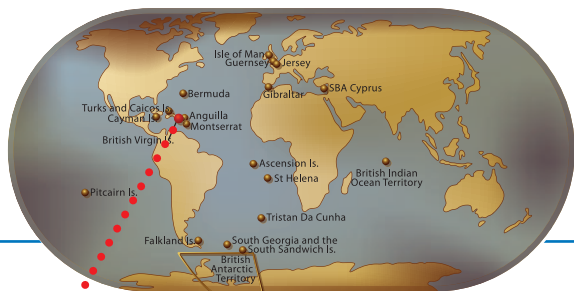 Isle of Man
Guernsey
Jersey
Gibraltar
SBA Cyprus
Bermuda
Turks and Caicos Is.
Cayman Is.
Anguilla
Montserrat
British Virgin Is.
Ascension Is.
St Helena
British Indian
Ocean Territory
Pitcairn Is.
Tristan Da Cunha
Falkland Is.
South Georgia and the
South Sandwich Is.
British
Antarctic
Territory